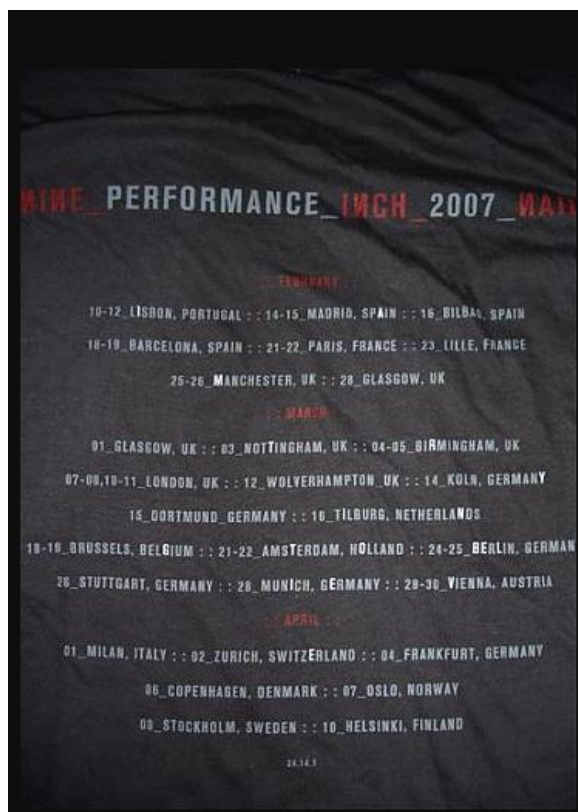 NINE_PERFORMANCE_INCH_2007_NAI
: : FEBRUARY : :
10-12_LISBON, PORTUGAL : : 14-15_MADRID, SPAIN : : 16_BILBAO, SPAIN
18-19_BARCELONA, SPAIN : : 21-22_PARIS, FRANCE : : 23_LILLE, FRANCE
25-26_MANCHESTER, UK : : 28_GLASGOW, UK
: : MARCH
01_GLASGOW, UK : : 03_NOTTINGHAM, UK : : 04-05_BIRMINGHAM, UK
07-08,10-11_LONDON, UK : : 12_WOLVERHAMPTON_UK : : 14_KOLN, GERMANY
15_DORTMUND_GERMANY : : 16_TILBURG, NETHERLANDS
18-19_BRUSSELS, BELGIUM : : 21-22_AMSTERDAM, HOLLAND : : 24-25_BERLIN, GERMAN
26_STUTTGART, GERMANY : : 28_MUNICH, GERMANY : : 29-30_VIENNA, AUSTRIA
: : APRIL : :
01_MILAN, ITALY : : 02_ZURICH, SWITZERLAND : : 04_FRANKFURT, GERMANY
06_COPENHAGEN, DENMARK : : 07_OSLO, NORWAY
09_STOCKHOLM, SWEDEN : : 10_HELSINKI, FINLAND